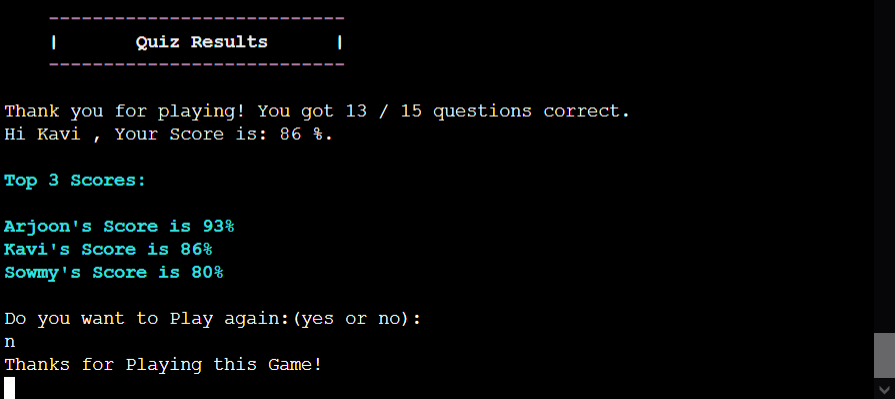 ---------------------------
|       Quiz Results      |
---------------------------
Thank you for playing! You got 13 / 15 questions correct.
Hi Kavi , Your Score is: 86 %.
Top 3 Scores:
Arjoon's Score is 93%
Kavi's Score is 86%
Sowmy's Score is 80%
Do you want to Play again:(yes or no):
n
Thanks for Playing this Game!